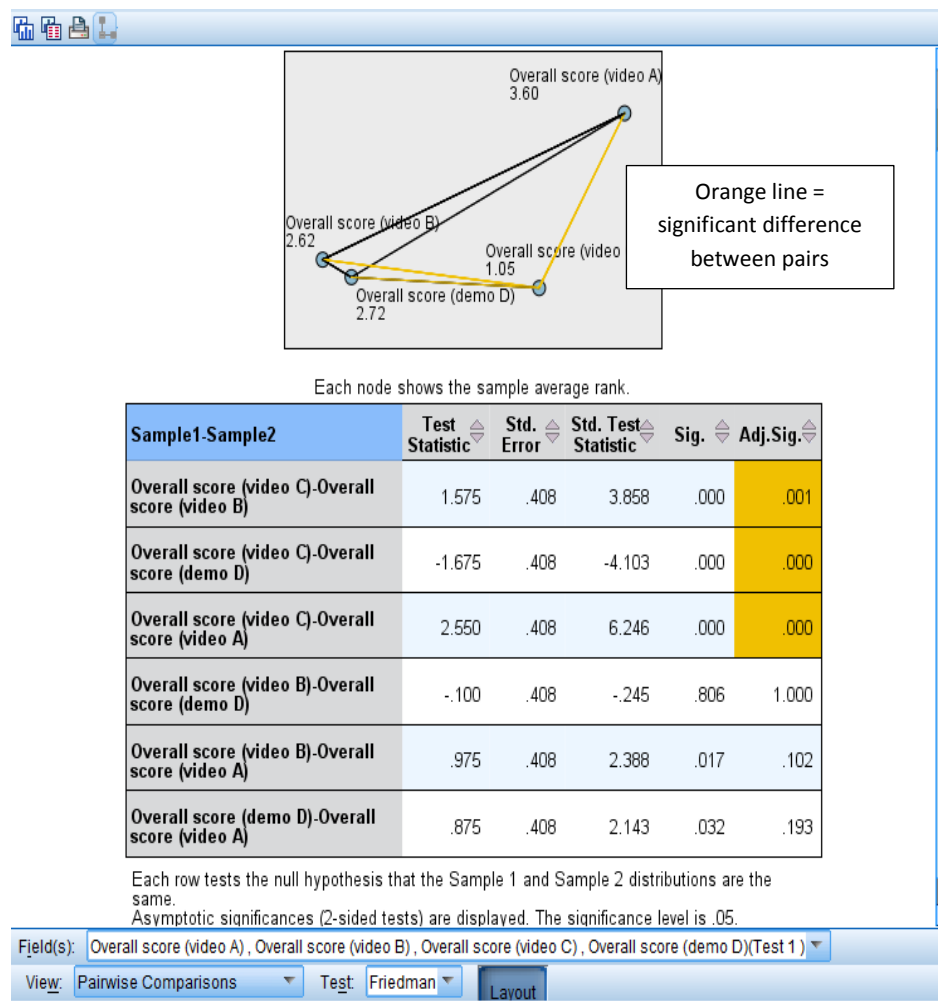 Overall score (video A)
3.60
Orange line =
significant difference
between pairs
Overall score (video B)
2.62
Overall score (video
1.05
Overall score (demo D)
2.72
Each node shows the sample average rank.
Sample1-Sample2 Test Statistic Std. Error Std. Test Statistic Sig. Adj.Sig.
Overall score (video C)-Overall
score (video B) 1.575 .408 3.858 .000 .001
Overall score (video C)-Overall
score (demo D) -1.675 .408 -4.103 .000 .000
Overall score (video C)-Overall
score (video A) 2.550 .408 6.246 .000 .000
Overall score (video B)-Overall
score (demo D) -.100 .408 -.245 .806 1.000
Overall score (video B)-Overall
score (video A) .975 .408 2.388 .017 .102
Overall score (demo D)-Overall
score (video A) .875 .408 2.143 .032 .193
Each row tests the null hypothesis that the Sample 1 and Sample 2 distributions are the
same.
Asymptotic significances (2-sided tests) are displayed. The significance level is .05.
Field(s): Overall score (video A) , Overall score (video B) , Overall score (video C) , Overall score (demo D)(Test 1 )
View: Pairwise Comparisons Test: Friedman Layout